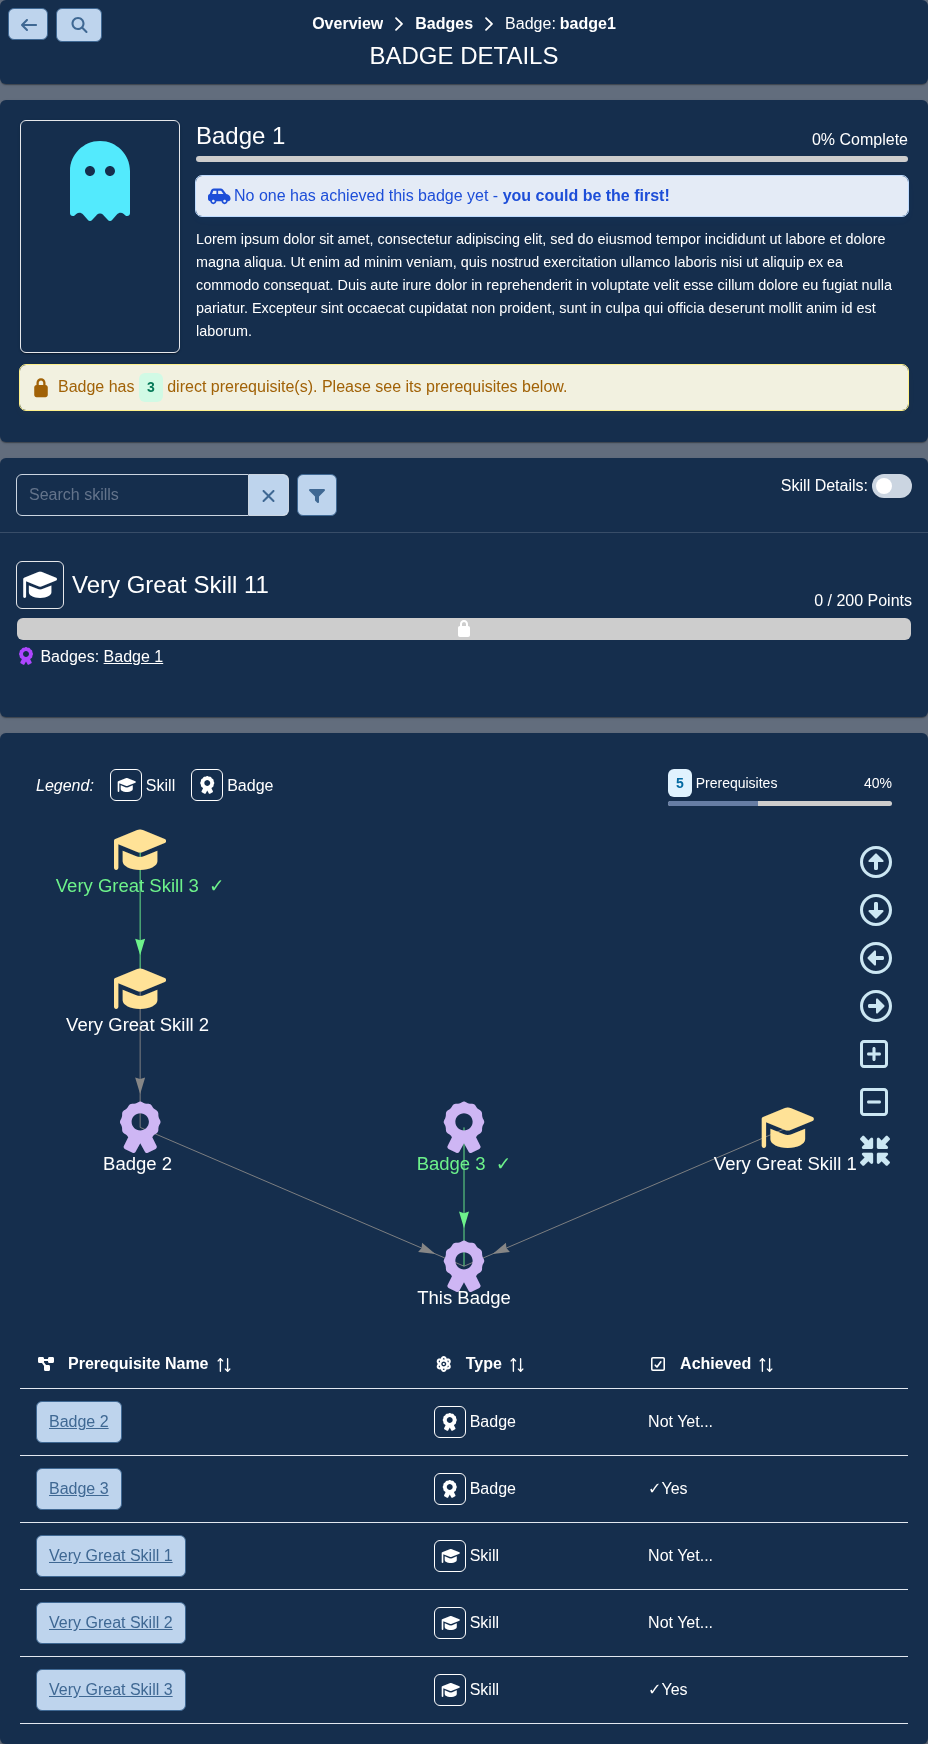 Overview > Badges > Badge: badge1
BADGE DETAILS
Badge 1
0% Complete
No one has achieved this badge yet - you could be the first!
Lorem ipsum dolor sit amet, consectetur adipiscing elit, sed do eiusmod tempor incididunt ut labore et dolore
magna aliqua. Ut enim ad minim veniam, quis nostrud exercitation ullamco laboris nisi ut aliquip ex ea
commodo consequat. Duis aute irure dolor in reprehenderit in voluptate velit esse cillum dolore eu fugiat nulla
pariatur. Excepteur sint occaecat cupidatat non proident, sunt in culpa qui officia deserunt mollit anim id est
laborum.
Badge has 3 direct prerequisite(s). Please see its prerequisites below.
Search skills
Skill Details:
Very Great Skill 11
0 / 200 Points
Badges: Badge 1
Legend: Skill Badge
5 Prerequisites 40%
Very Great Skill 3 ✓
Very Great Skill 2
Badge 2
Badge 3 ✓
Very Great Skill 1
This Badge
Prerequisite Name Type Achieved
Badge 2 Badge Not Yet...
Badge 3 Badge ✓Yes
Very Great Skill 1 Skill Not Yet...
Very Great Skill 2 Skill Not Yet...
Very Great Skill 3 Skill ✓Yes